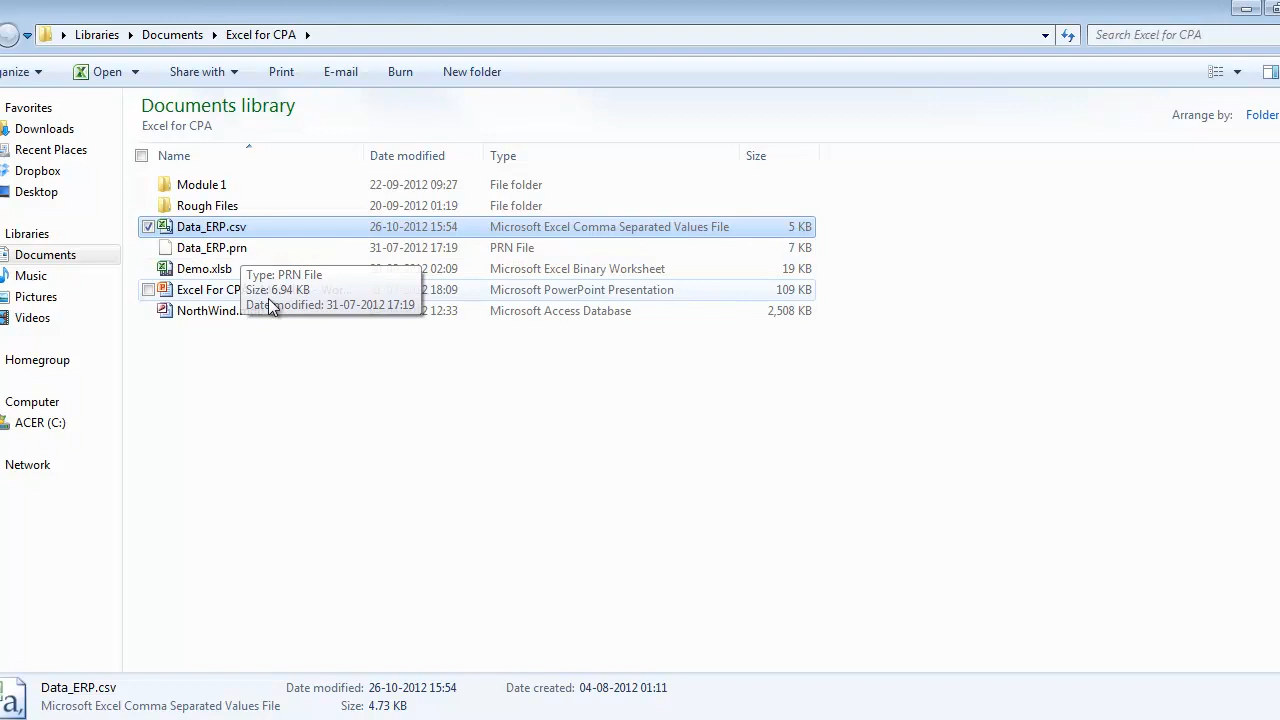 Libraries Documents Excel for CPA Search Excel for CPA
anize Open Share with Print E-mail Burn New folder
Favorites
Downloads
Recent Places
Dropbox
Desktop
Libraries
Documents
Music
Pictures
Videos
Homegroup
Computer
ACER (C:)
Network
Documents library
Excel for CPA
Arrange by: Folder
Name Date modified Type Size
Module 1 22-09-2012 09:27 File folder
Rough Files 20-09-2012 01:19 File folder
Data_ERP.csv 26-10-2012 15:54 Microsoft Excel Comma Separated Values File 5 KB
Data_ERP.prn 31-07-2012 17:19 PRN File 7 KB
Demo.xlsb 02:09 Microsoft Excel Binary Worksheet 19 KB
Excel For CP 18:09 Microsoft PowerPoint Presentation 109 KB
NorthWind.. 12:33 Microsoft Access Database 2,508 KB
Type: PRN File
Size: 6.94 KB
Date modified: 31-07-2012 17:19
Data_ERP.csv Date modified: 26-10-2012 15:54 Date created: 04-08-2012 01:11
Microsoft Excel Comma Separated Values File Size: 4.73 KB